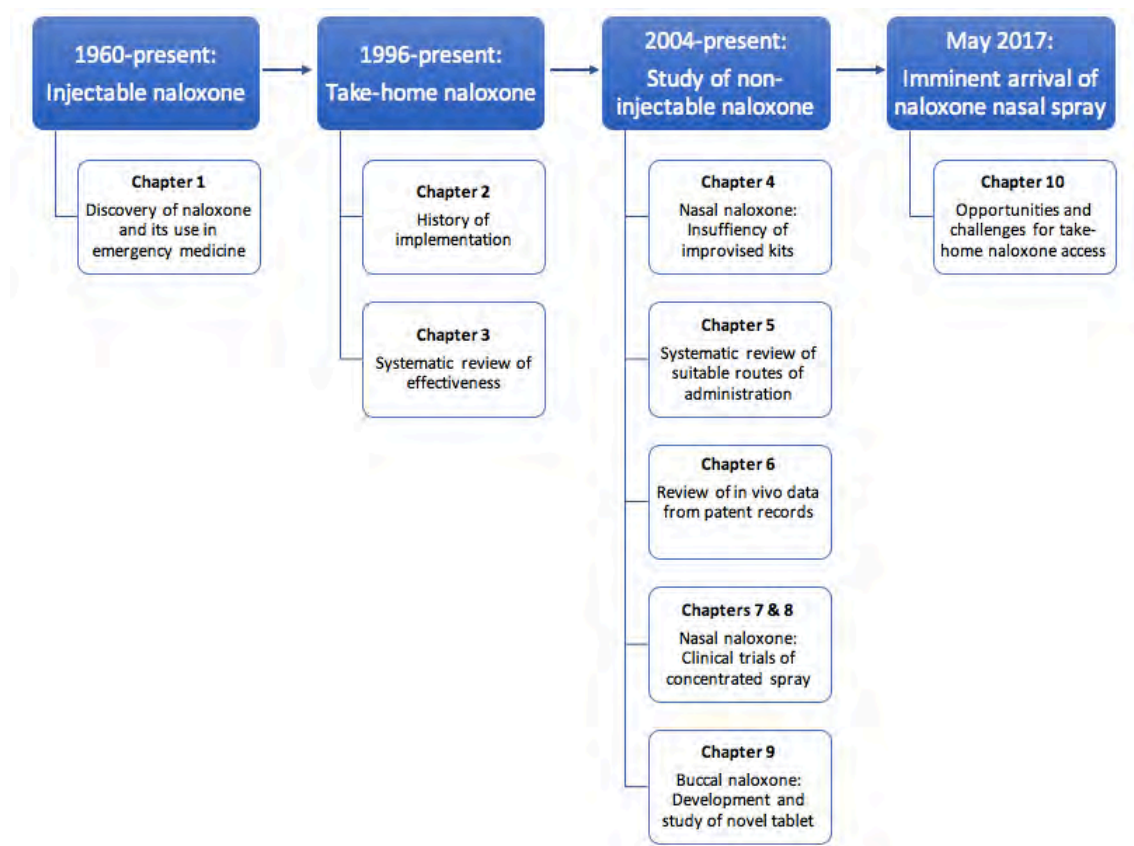 1960-present:
Injectable naloxone
Chapter 1
Discovery of naloxone
and its use in
emergency medicine
1996-present:
Take-home naloxone
Chapter 2
History of
implementation
Chapter 3
Systematic review of
effectiveness
2004-present:
Study of non-
injectable naloxone
Chapter 4
Nasal naloxone:
Insuffiency of
improvised kits
Chapter 5
Systematic review of
suitable routes of
administration
Chapter 6
Review of in vivo data
from patent records
Chapters 7 & 8
Nasal naloxone:
Clinical trials of
concentrated spray
Chapter 9
Buccal naloxone:
Development and
study of novel tablet
May 2017:
Imminent arrival of
naloxone nasal spray
Chapter 10
Opportunities and
challenges for take-
home naloxone access